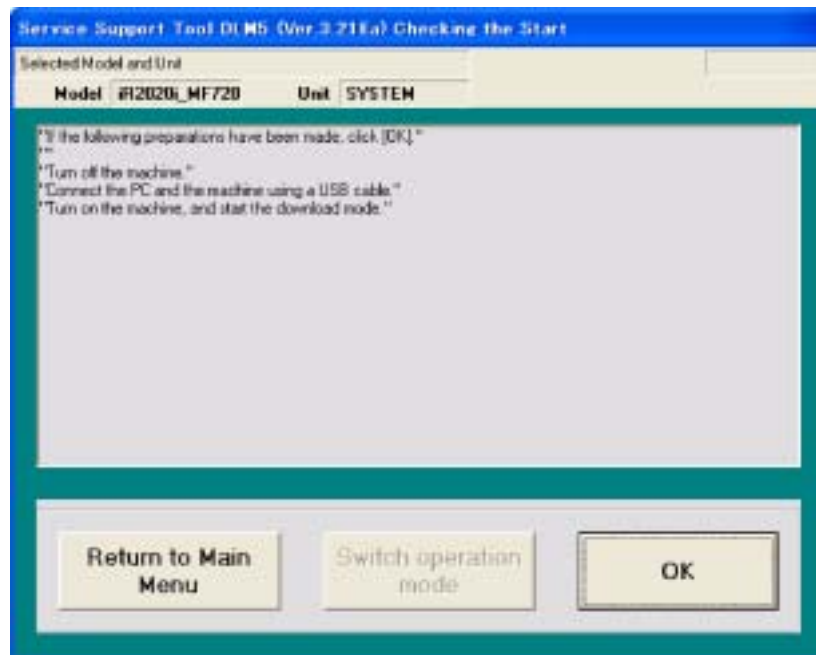 Service Support Tool DLM5 (Ver 3.21Ea) Checking the Start
Selected Model and Unit
Model iR2020i_MF720 Unit SYSTEM
"If the following preparations have been made, click [OK]."
""
"Turn off the machine."
"Connect the PC and the machine using a USB cable."
"Turn on the machine, and start the download mode."
Return to Main
Menu
Switch operation
mode
OK